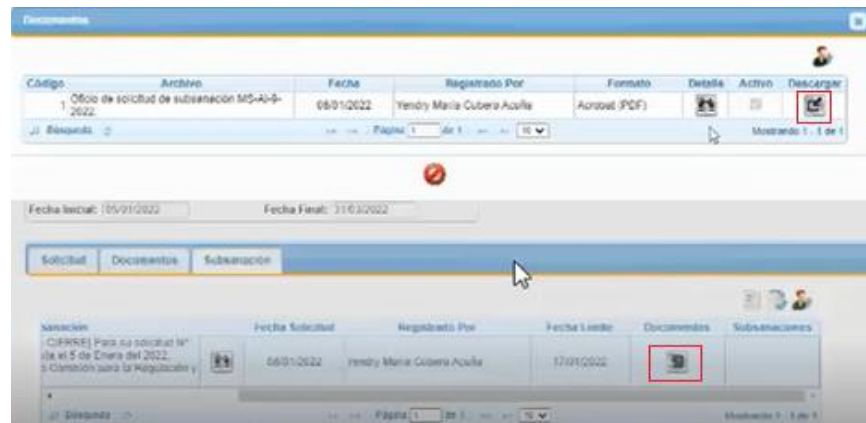 Documentos
Código Archivo Fecha Registrado Por Formato Detalle Activo Descargar
1 Oficio de solicitud de subsanación MS-AI-9-2022 06/01/2022 Yendry María Cubero Acuña Acrobat (PDF)
Búsqueda Página 1 de 1 10 Mostrando 1 - 1 de 1
Fecha Inicial: 05/01/2022 Fecha Final: 31/03/2022
Solicitud Documentos Subsanación
Fecha Solicitud Registrado Por Fecha Límite Documentos Subsanaciones
CIERRE] Para su solicitud N°
el 5 de Enero del 2022,
Comisión para la Regulación y
06/01/2022 Yendry María Cubero Acuña 17/01/2022
Búsqueda Página 1 de 1 10 Mostrando 1 - 1 de 1